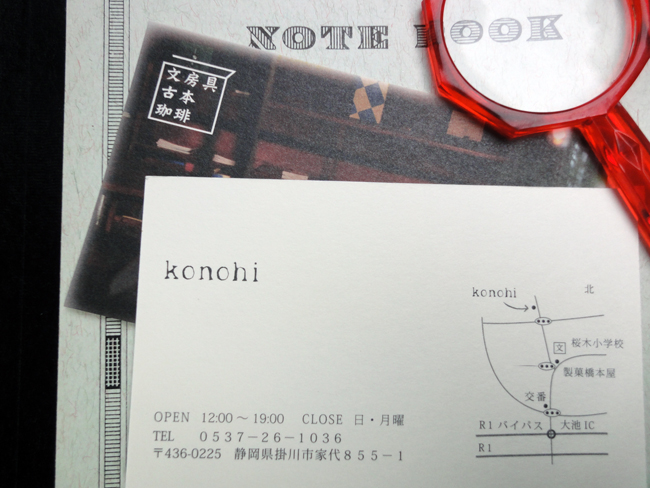 NOTE BOOK
文房具
古本
珈琲
konohi
konohi
北
文
桜木小学校
製菓橋本屋
交番
R1 バイパス
大池 IC
R1
OPEN 12:00～19:00 CLOSE 日・月曜
TEL 0537-26-1036
〒436-0225 静岡県掛川市家代８５５－１